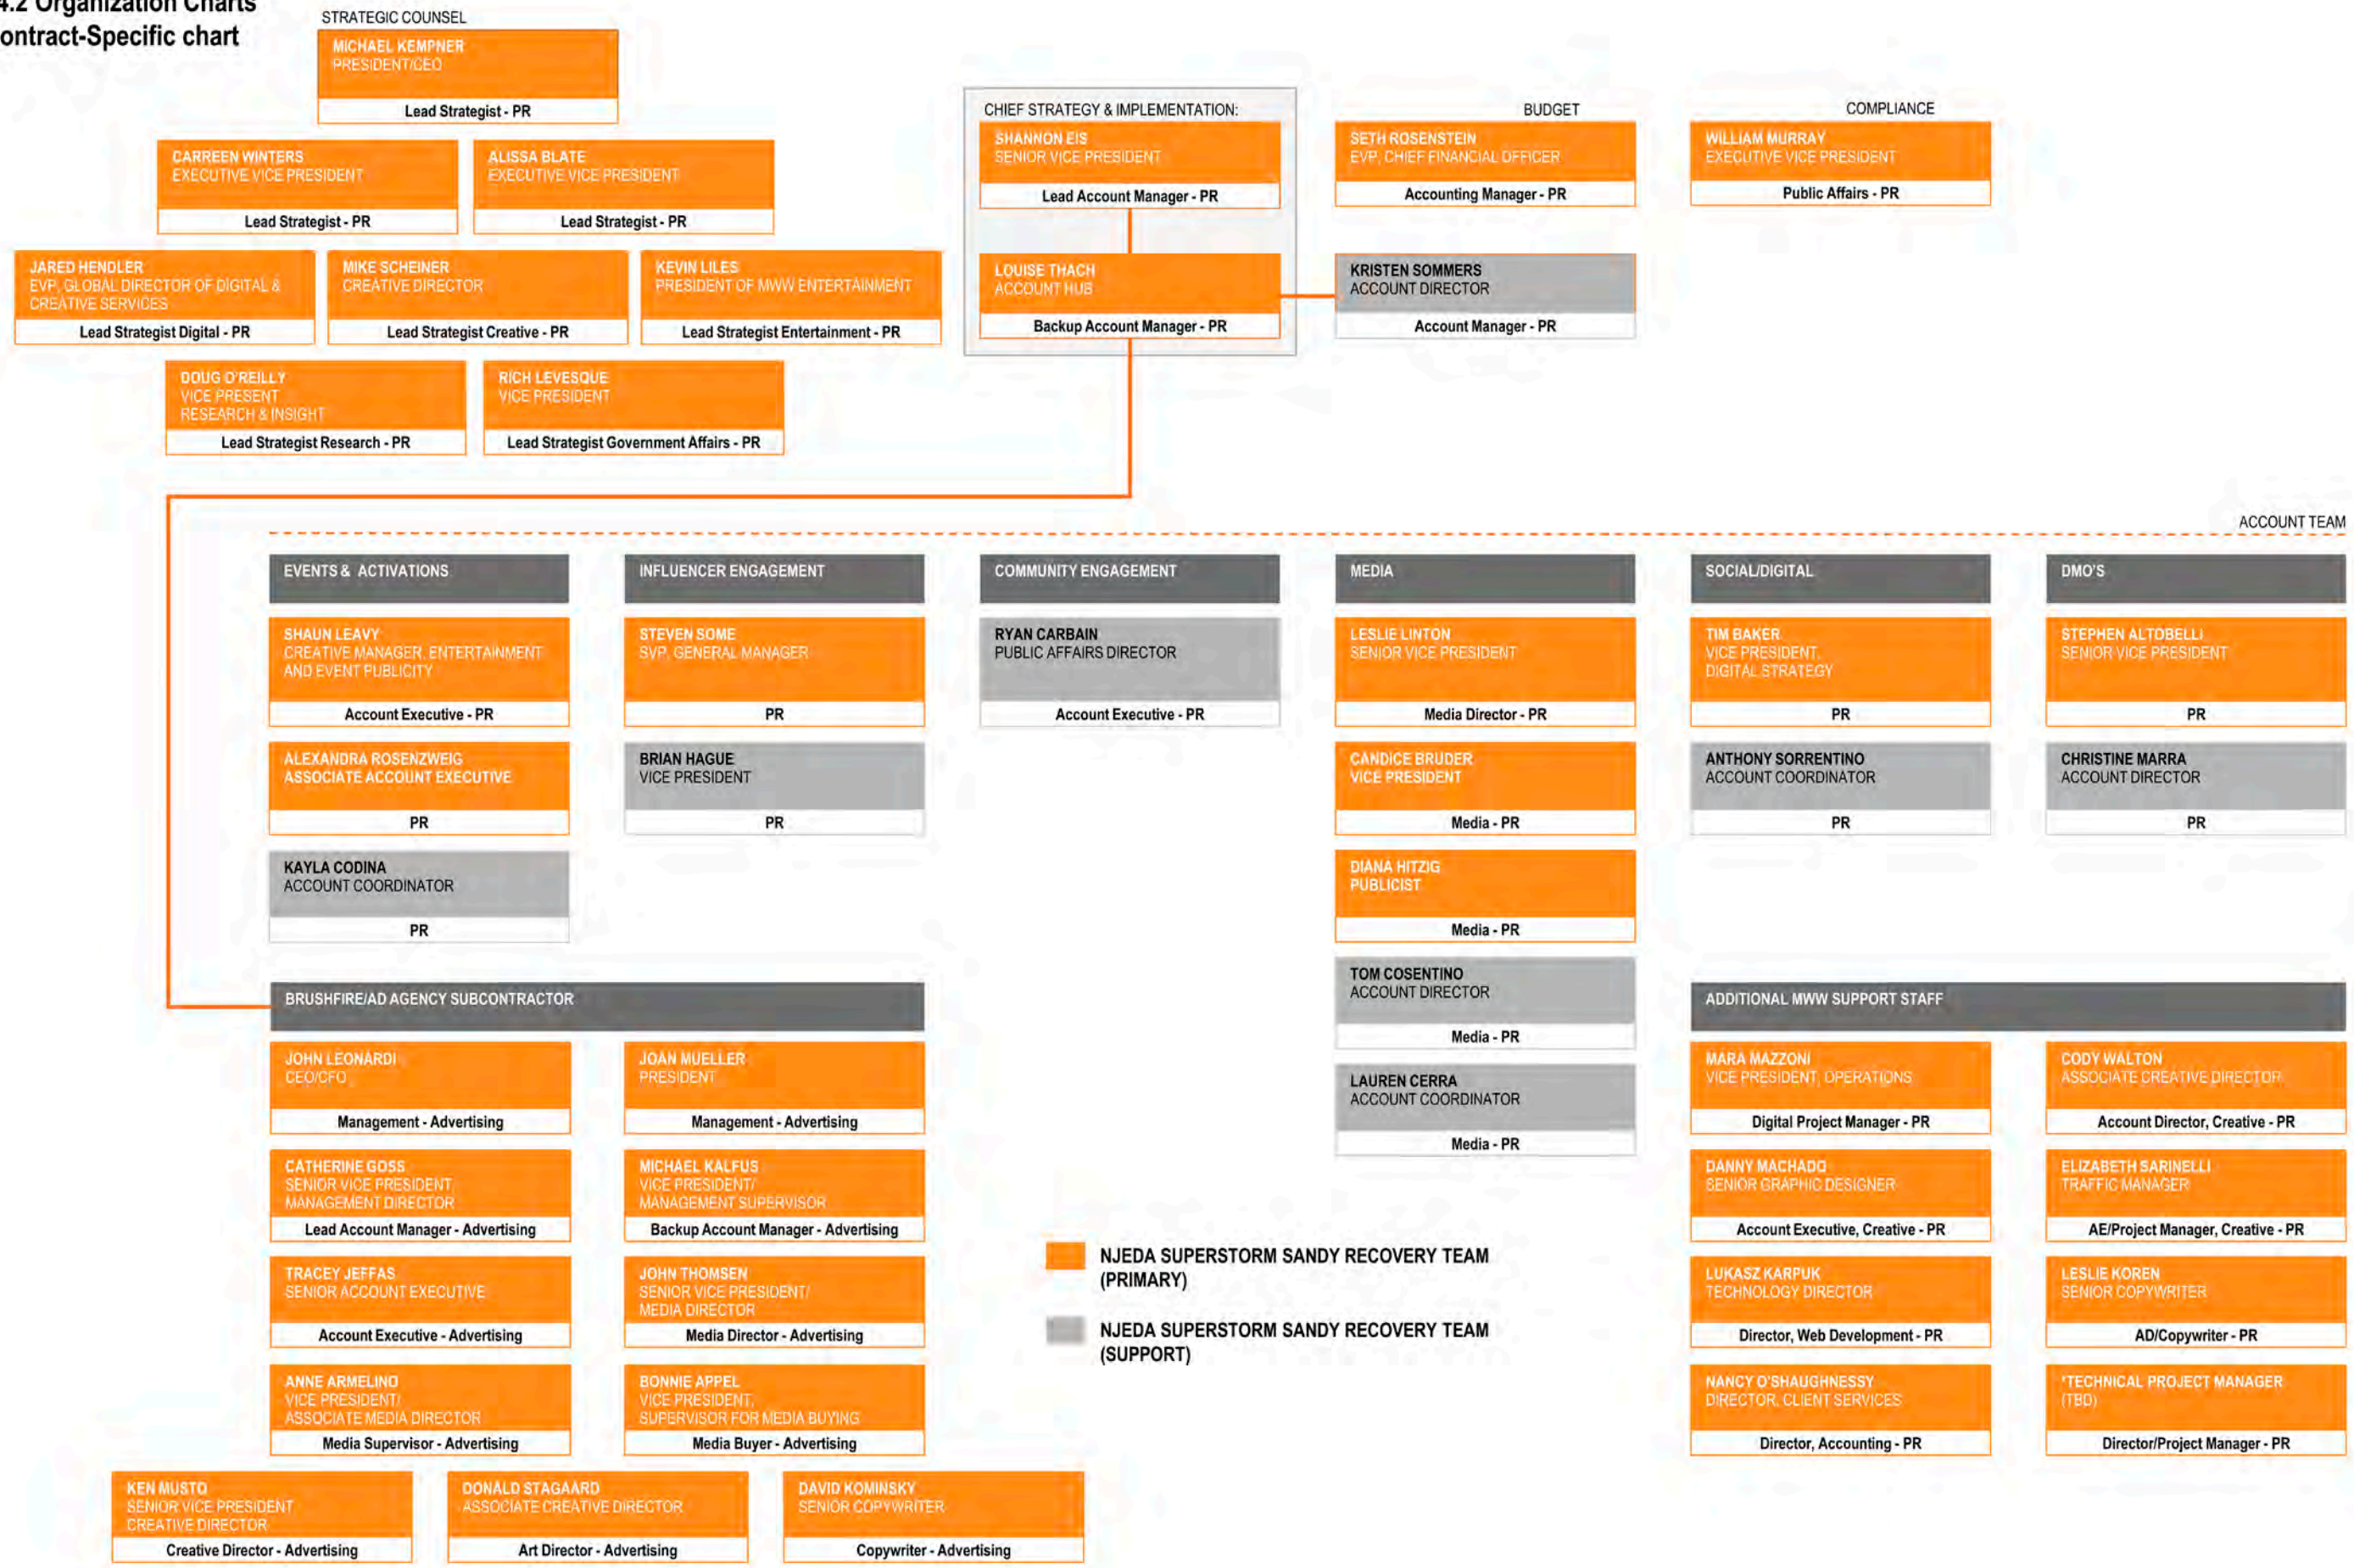 4.2 Organization Charts
ontract-Specific chart
STRATEGIC COUNSEL
MICHAEL KEMPNER
PRESIDENT/CEO
Lead Strategist - PR
CARREEN WINTERS
EXECUTIVE VICE PRESIDENT
Lead Strategist - PR
ALISSA BLATE
EXECUTIVE VICE PRESIDENT
Lead Strategist - PR
JARED HENDLER
EVP, GLOBAL DIRECTOR OF DIGITAL &
CREATIVE SERVICES
Lead Strategist Digital - PR
MIKE SCHEINER
CREATIVE DIRECTOR
Lead Strategist Creative - PR
KEVIN LILES
PRESIDENT OF MWW ENTERTAINMENT
Lead Strategist Entertainment - PR
DOUG O'REILLY
VICE PRESENT
RESEARCH & INSIGHT
Lead Strategist Research - PR
RICH LEVESQUE
VICE PRESIDENT
Lead Strategist Government Affairs - PR
CHIEF STRATEGY & IMPLEMENTATION:
SHANNON EIS
SENIOR VICE PRESIDENT
Lead Account Manager - PR
LOUISE THACH
ACCOUNT HUB
Backup Account Manager - PR
BUDGET
SETH ROSENSTEIN
EVP, CHIEF FINANCIAL OFFICER
Accounting Manager - PR
KRISTEN SOMMERS
ACCOUNT DIRECTOR
Account Manager - PR
COMPLIANCE
WILLIAM MURRAY
EXECUTIVE VICE PRESIDENT
Public Affairs - PR
ACCOUNT TEAM
EVENTS & ACTIVATIONS
SHAUN LEAVY
CREATIVE MANAGER, ENTERTAINMENT
AND EVENT PUBLICITY
Account Executive - PR
ALEXANDRA ROSENZWEIG
ASSOCIATE ACCOUNT EXECUTIVE
PR
KAYLA CODINA
ACCOUNT COORDINATOR
PR
INFLUENCER ENGAGEMENT
STEVEN SOME
SVP, GENERAL MANAGER
PR
BRIAN HAGUE
VICE PRESIDENT
PR
COMMUNITY ENGAGEMENT
RYAN CARBAIN
PUBLIC AFFAIRS DIRECTOR
Account Executive - PR
MEDIA
LESLIE LINTON
SENIOR VICE PRESIDENT
Media Director - PR
CANDICE BRUDER
VICE PRESIDENT
Media - PR
DIANA HITZIG
PUBLICIST
Media - PR
TOM COSENTINO
ACCOUNT DIRECTOR
Media - PR
LAUREN CERRA
ACCOUNT COORDINATOR
Media - PR
SOCIAL/DIGITAL
TIM BAKER
VICE PRESIDENT,
DIGITAL STRATEGY
PR
ANTHONY SORRENTINO
ACCOUNT COORDINATOR
PR
DMO'S
STEPHEN ALTOBELLI
SENIOR VICE PRESIDENT
PR
CHRISTINE MARRA
ACCOUNT DIRECTOR
PR
BRUSHFIRE/AD AGENCY SUBCONTRACTOR
JOHN LEONARDI
CEO/CFO
Management - Advertising
JOAN MUELLER
PRESIDENT
Management - Advertising
CATHERINE GOSS
SENIOR VICE PRESIDENT
MANAGEMENT DIRECTOR
Lead Account Manager - Advertising
MICHAEL KALFUS
VICE PRESIDENT/
MANAGEMENT SUPERVISOR
Backup Account Manager - Advertising
TRACEY JEFFAS
SENIOR ACCOUNT EXECUTIVE
Account Executive - Advertising
JOHN THOMSEN
SENIOR VICE PRESIDENT/
MEDIA DIRECTOR
Media Director - Advertising
ANNE ARMELINO
VICE PRESIDENT/
ASSOCIATE MEDIA DIRECTOR
Media Supervisor - Advertising
BONNIE APPEL
VICE PRESIDENT,
SUPERVISOR FOR MEDIA BUYING
Media Buyer - Advertising
KEN MUSTO
SENIOR VICE PRESIDENT
CREATIVE DIRECTOR
Creative Director - Advertising
DONALD STAGAARD
ASSOCIATE CREATIVE DIRECTOR
Art Director - Advertising
DAVID KOMINSKY
SENIOR COPYWRITER
Copywriter - Advertising
NJEDA SUPERSTORM SANDY RECOVERY TEAM
(PRIMARY)
NJEDA SUPERSTORM SANDY RECOVERY TEAM
(SUPPORT)
ADDITIONAL MWW SUPPORT STAFF
MARA MAZZONI
VICE PRESIDENT, OPERATIONS
Digital Project Manager - PR
CODY WALTON
ASSOCIATE CREATIVE DIRECTOR
Account Director, Creative - PR
DANNY MACHADO
SENIOR GRAPHIC DESIGNER
Account Executive, Creative - PR
ELIZABETH SARINELLI
TRAFFIC MANAGER
AE/Project Manager, Creative - PR
LUKASZ KARPUK
TECHNOLOGY DIRECTOR
Director, Web Development - PR
LESLIE KOREN
SENIOR COPYWRITER
AD/Copywriter - PR
NANCY O'SHAUGHNESSY
DIRECTOR, CLIENT SERVICES
Director, Accounting - PR
*TECHNICAL PROJECT MANAGER
(TBD)
Director/Project Manager - PR